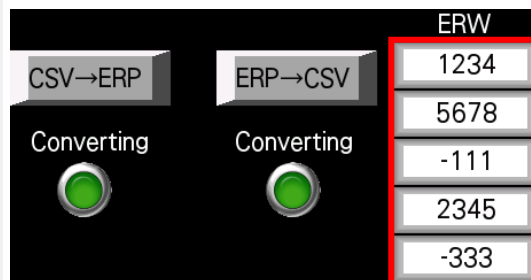 ERW
CSV→ERP
ERP→CSV
1234
5678
-111
2345
-333
Converting
Converting